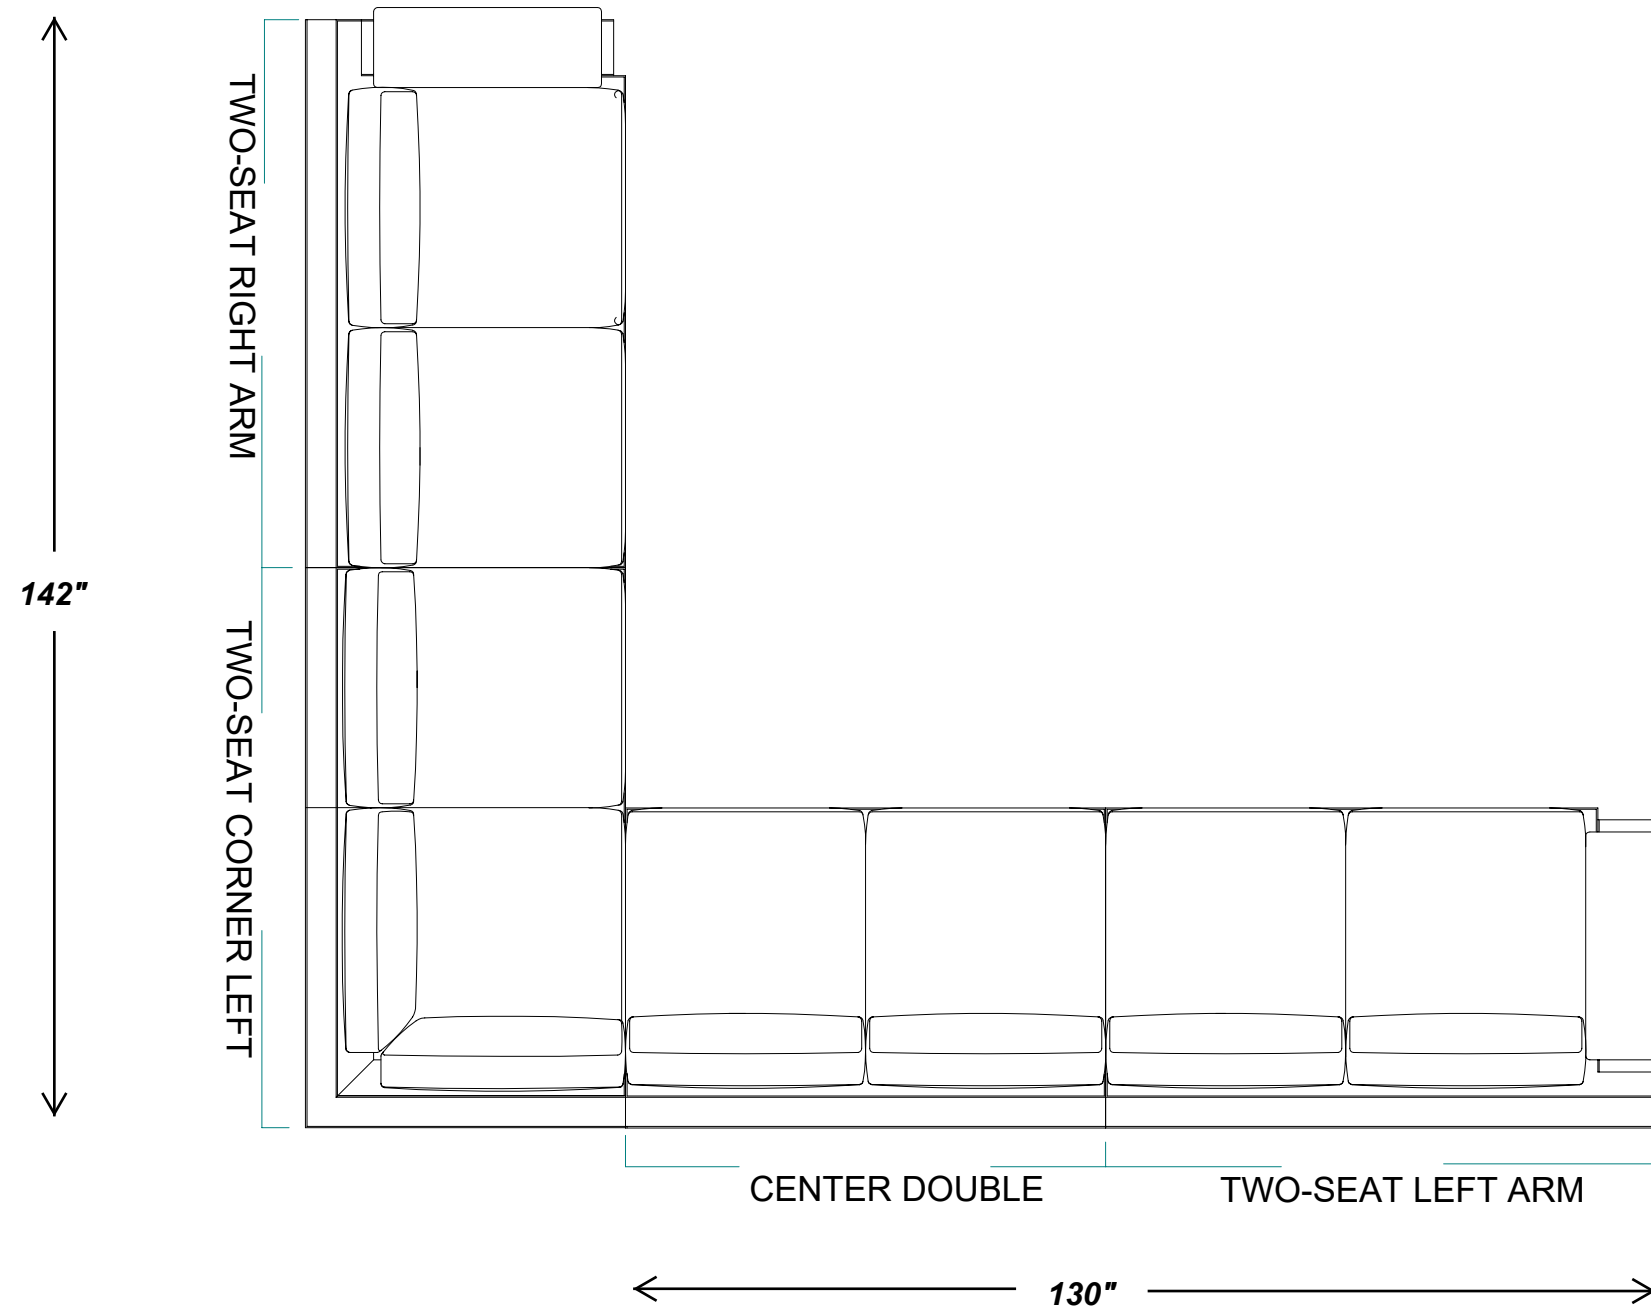 TWO-SEAT RIGHT ARM
142"
TWO-SEAT CORNER LEFT
CENTER DOUBLE
TWO-SEAT LEFT ARM
130"